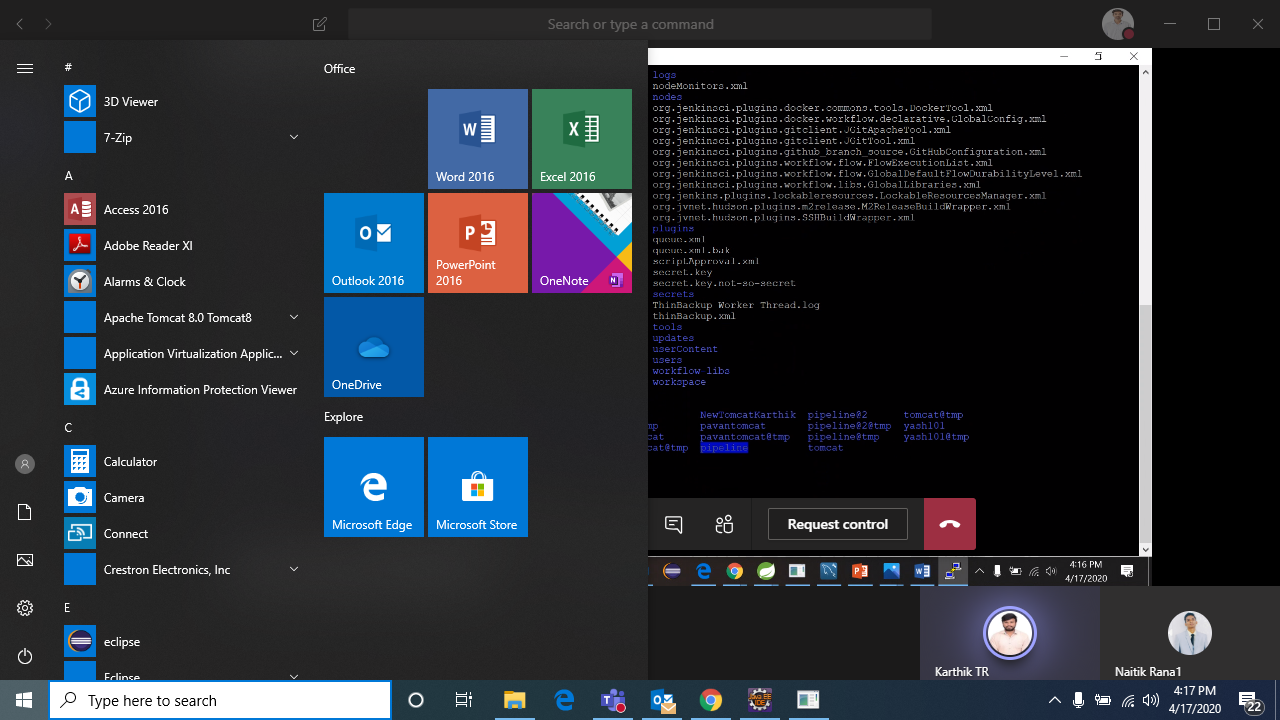 Search or type a command
#
3D Viewer
7-Zip
A
Access 2016
Adobe Reader XI
Alarms & Clock
Apache Tomcat 8.0 Tomcat8
Application Virtualization Applic...
Azure Information Protection Viewer
C
Calculator
Camera
Connect
Crestron Electronics, Inc
E
eclipse
Eclipse
Office
Word 2016
Excel 2016
Outlook 2016
PowerPoint
2016
OneNote
OneDrive
Explore
Microsoft Edge
Microsoft Store
logs
nodeMonitors.xml
nodes
org.jenkinsci.plugins.docker.commons.tools.DockerTool.xml
org.jenkinsci.plugins.docker.workflow.declarative.GlobalConfig.xml
org.jenkinsci.plugins.gitclient.JGitApacheTool.xml
org.jenkinsci.plugins.gitclient.JGitTool.xml
org.jenkinsci.plugins.github_branch_source.GitHubConfiguration.xml
org.jenkinsci.plugins.workflow.flow.FlowExecutionList.xml
org.jenkinsci.plugins.workflow.flow.GlobalDefaultFlowDurabilityLevel.xml
org.jenkinsci.plugins.workflow.libs.GlobalLibraries.xml
org.jenkins.plugins.lockableresources.LockableResourcesManager.xml
org.jvnet.hudson.plugins.m2release.M2ReleaseBuildWrapper.xml
org.jvnet.hudson.plugins.SSHBuildWrapper.xml
plugins
queue.xml
queue.xml.bak
scriptApproval.xml
secret.key
secret.key.not-so-secret
secrets
ThinBackup Worker Thread.log
thinBackup.xml
tools
updates
userContent
users
workflow-libs
workspace
NewTomcatKarthik pipeline@2 tomcat@tmp
mp pavantomcat pipeline@2@tmp yash101
cat pavantomcat@tmp pipeline@tmp yash101@tmp
cat@tmp pipeline tomcat
Request control
4:16 PM
4/17/2020
Karthik TR
Naitik Rana1
Type here to search
4:17 PM
4/17/2020
22